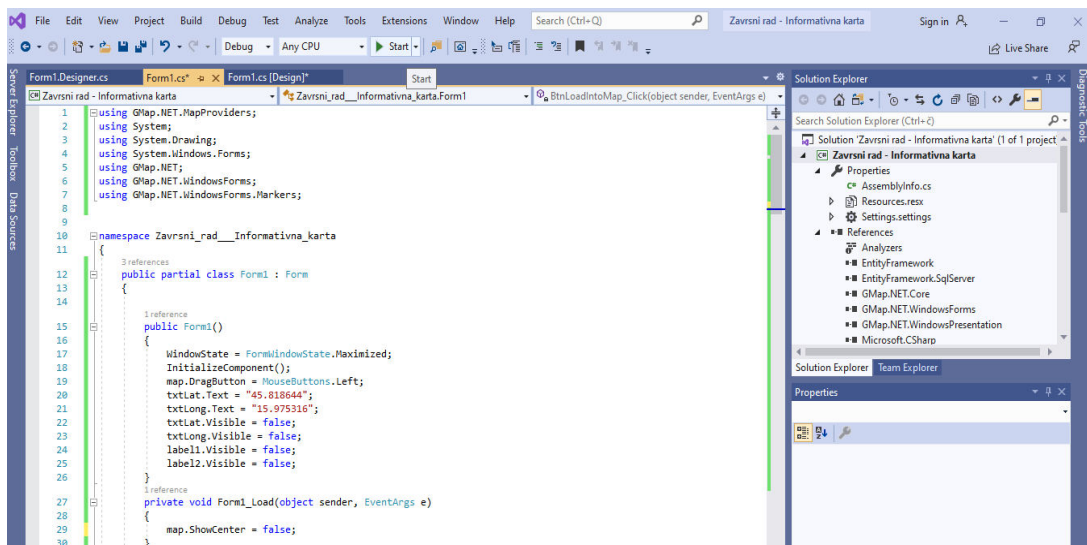 File Edit View Project Build Debug Test Analyze Tools Extensions Window Help Search (Ctrl+Q) Zavrsni rad - Informativna karta Sign in
Debug Any CPU Start Live Share
Form1.Designer.cs Form1.cs* Form1.cs [Design]* Start
Zavrsni rad - Informativna karta Zavrsni_rad___Informativna_karta.Form1 BtnLoadIntoMap_Click(object sender, EventArgs e)
1 using GMap.NET.MapProviders;
2 using System;
3 using System.Drawing;
4 using System.Windows.Forms;
5 using GMap.NET;
6 using GMap.NET.WindowsForms;
7 using GMap.NET.WindowsForms.Markers;
8
9
10 namespace Zavrsni_rad___Informativna_karta
11 {
3 references
12 public partial class Form1 : Form
13 {
14
1 reference
15 public Form1()
16 {
17 WindowState = FormWindowState.Maximized;
18 InitializeComponent();
19 map.DragButton = MouseButtons.Left;
20 txtLat.Text = "45.818644";
21 txtLong.Text = "15.975316";
22 txtLat.Visible = false;
23 txtLong.Visible = false;
24 label1.Visible = false;
25 label2.Visible = false;
26 }
1 reference
27 private void Form1_Load(object sender, EventArgs e)
28 {
29 map.ShowCenter = false;
30 }
Server Explorer
Toolbox
Data Sources
Solution Explorer
Search Solution Explorer (Ctrl+č)
Solution 'Zavrsni rad - Informativna karta' (1 of 1 project
Zavrsni rad - Informativna karta
Properties
AssemblyInfo.cs
Resources.resx
Settings.settings
References
Analyzers
EntityFramework
EntityFramework.SqlServer
GMap.NET.Core
GMap.NET.WindowsForms
GMap.NET.WindowsPresentation
Microsoft.CSharp
Solution Explorer Team Explorer
Properties
Diagnostic Tools